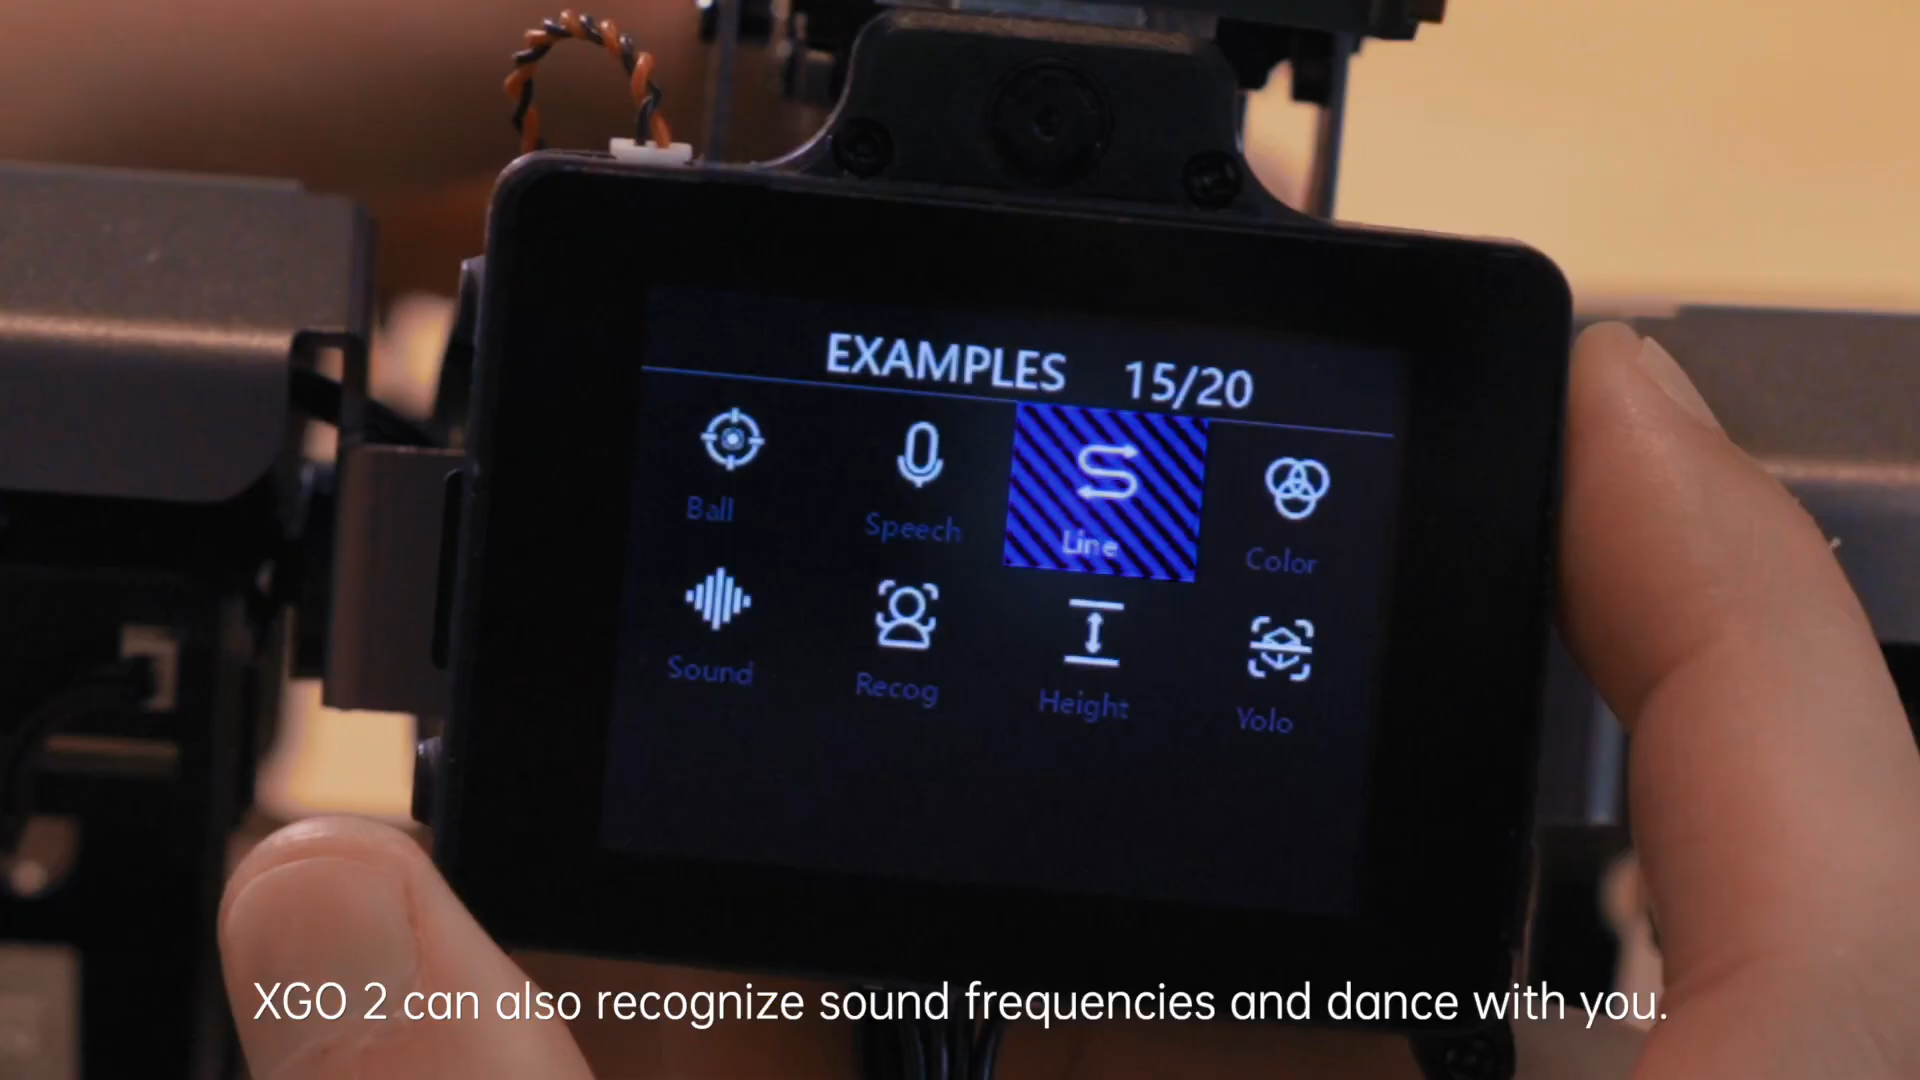 EXAMPLES 15/20
Ball Speech Line Color
Sound Recog Height Yolo
XGO 2 can also recognize sound frequencies and dance with you.